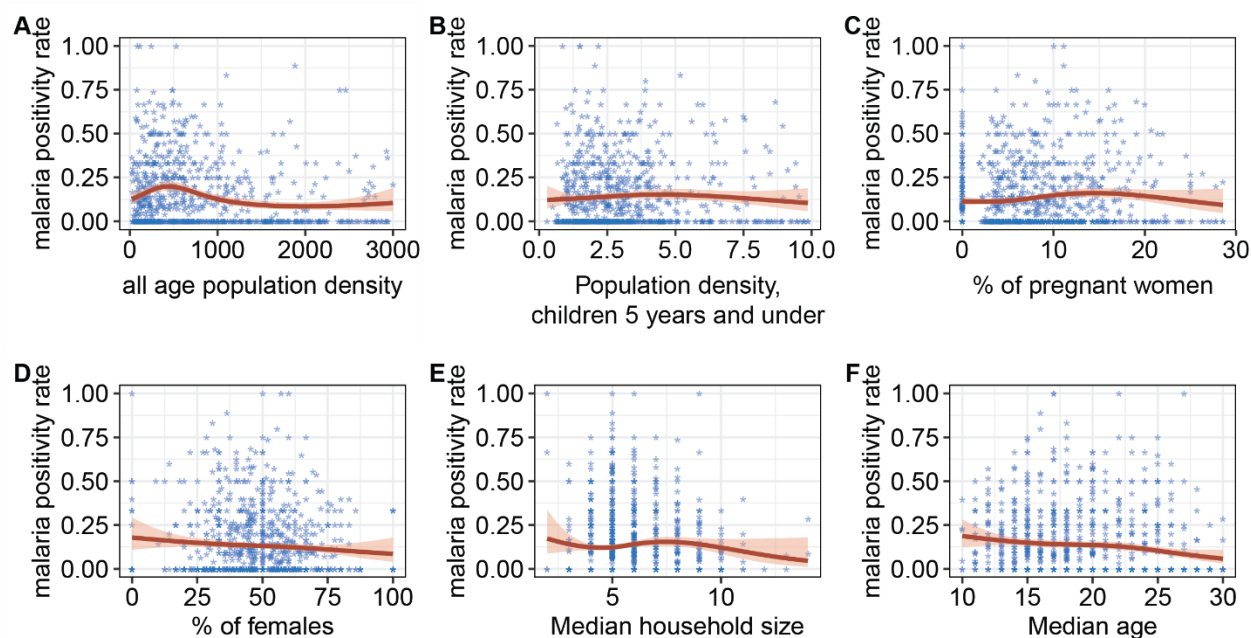 A
malaria positivity rate
1.00
0.75
0.50
0.25
0.00
0
1000
2000
3000
all age population density
B
malaria positivity rate
1.00
0.75
0.50
0.25
0.00
0.0
2.5
5.0
7.5
10.0
Population density,
children 5 years and under
C
malaria positivity rate
1.00
0.75
0.50
0.25
0.00
0
10
20
30
% of pregnant women
D
malaria positivity rate
1.00
0.75
0.50
0.25
0.00
0
25
50
75
100
% of females
E
malaria positivity rate
1.00
0.75
0.50
0.25
0.00
5
10
Median household size
F
malaria positivity rate
1.00
0.75
0.50
0.25
0.00
10
15
20
25
30
Median age